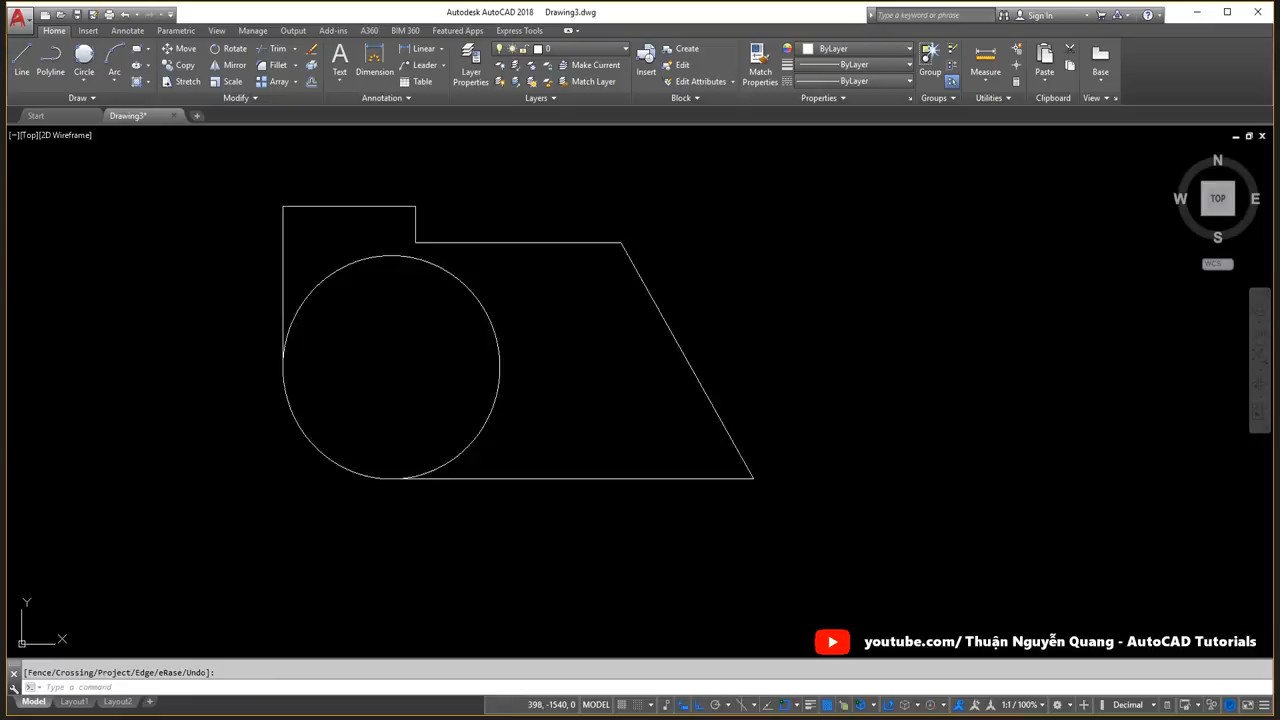 Autodesk AutoCAD 2018 Drawing3.dwg
Type a keyword or phrase
Sign In
Home Insert Annotate Parametric View Manage Output Add-ins A360 BIM 360 Featured Apps Express Tools
Line Polyline Circle Arc
Move Rotate Trim
Copy Mirror Fillet
Stretch Scale Array
Text Dimension
Linear
Leader
Table
Layer Properties
0
Make Current
Match Layer
Insert
Create
Edit
Edit Attributes
Match Properties
ByLayer
ByLayer
ByLayer
Group Measure Paste Base
Draw Modify Annotation Layers Block Properties Groups Utilities Clipboard View
Start Drawing3*
[−][Top][2D Wireframe]
N
W TOP E
S
WCS
Y
X
youtube.com/ Thuận Nguyễn Quang - AutoCAD Tutorials
[Fence/Crossing/Project/Edge/eRase/Undo]:
Type a command
Model Layout1 Layout2
398, -1540, 0 MODEL 1:1 / 100% Decimal